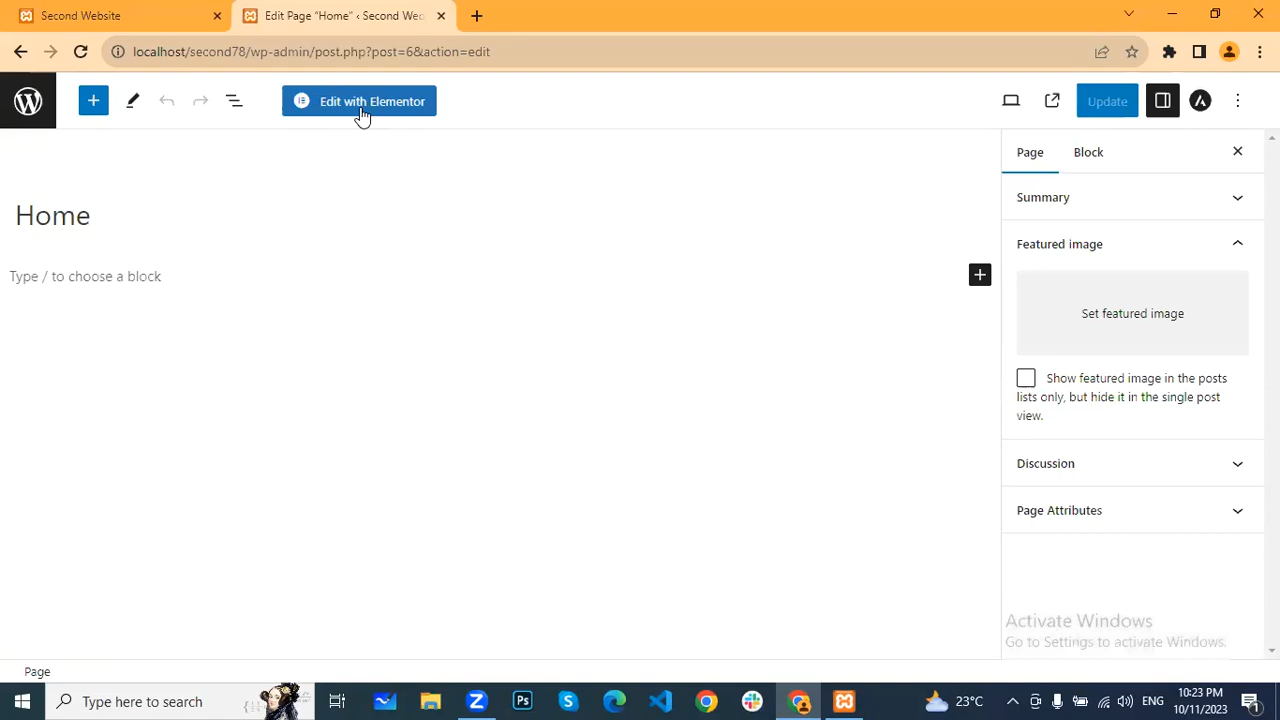 Second Website
Edit Page “Home” ‹ Second Web
localhost/second78/wp-admin/post.php?post=6&action=edit
Edit with Elementor
Update
Page
Block
Summary
Home
Featured image
Type / to choose a block
Set featured image
Show featured image in the posts
lists only, but hide it in the single post
view.
Discussion
Page Attributes
Activate Windows
Go to Settings to activate Windows.
Page
Type here to search
Ps
23°C
ENG
10:23 PM
10/11/2023
1